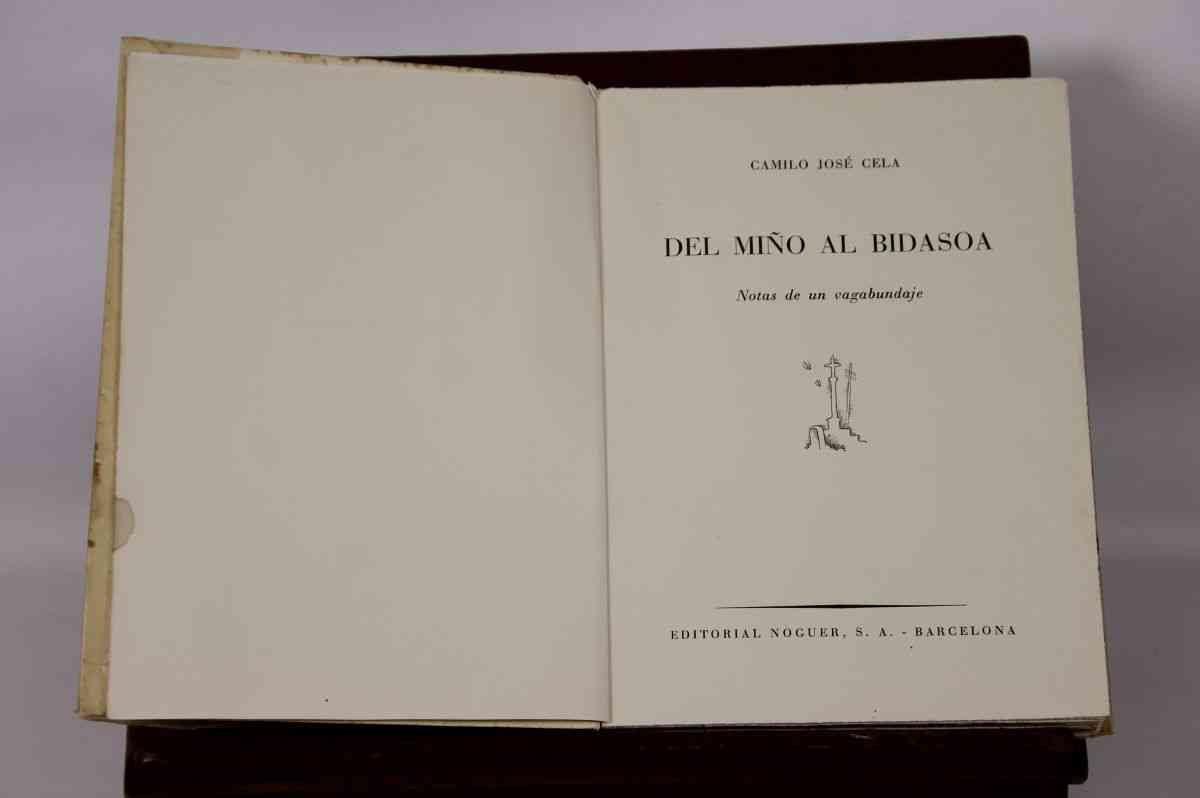 CAMILO JOSÉ CELA
DEL MIÑO AL BIDASOA
Notas de un vagabundaje
EDITORIAL NOGUER, S. A. - BARCELONA